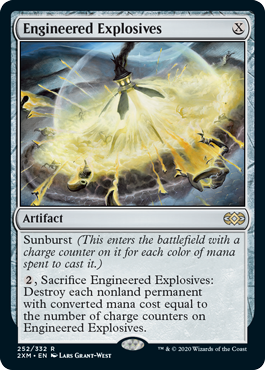 Engineered Explosives X
Artifact
Sunburst (This enters the battlefield with a
charge counter on it for each color of
mana spent to cast it.)
2, Sacrifice Engineered Explosives:
Destroy each nonland permanent
with converted mana cost equal to
the number of charge counters on
Engineered Explosives.
252/332 R
2XM • EN Lars Grant-West
™ & © 2020 Wizards of the Coast